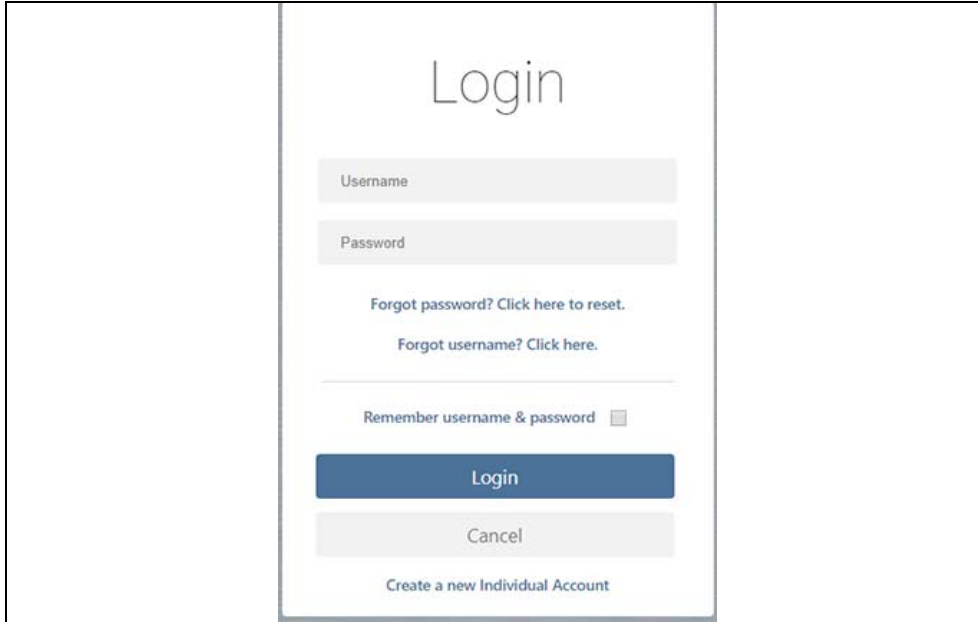 Login
Username
Password
Forgot password? Click here to reset.
Forgot username? Click here.
Remember username & password
Login
Cancel
Create a new Individual Account